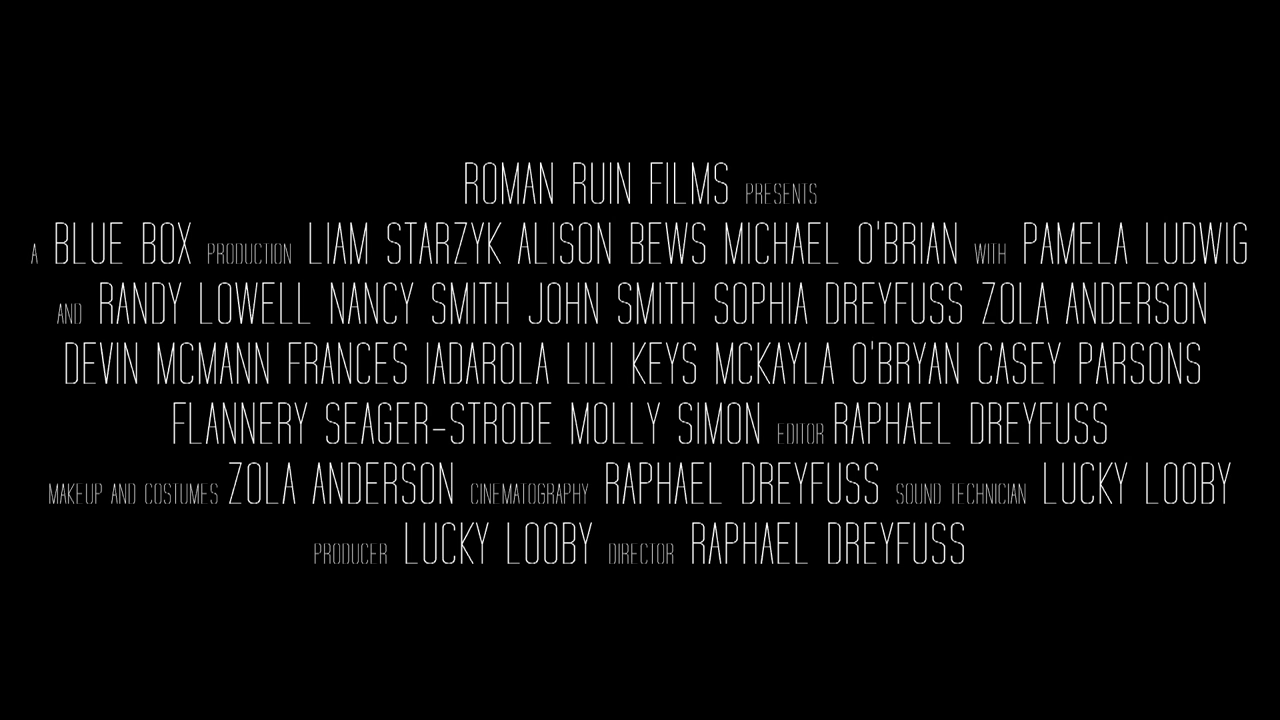 ROMAN RUIN FILMS PRESENTS
A BLUE BOX PRODUCTION LIAM STARZYK ALISON BEWS MICHAEL O'BRIAN WITH PAMELA LUDWIG
AND RANDY LOWELL NANCY SMITH JOHN SMITH SOPHIA DREYFUSS ZOLA ANDERSON
DEVIN MCMANN FRANCES IADAROLA LILI KEYS MCKAYLA O'BRYAN CASEY PARSONS
FLANNERY SEAGER-STRODE MOLLY SIMON EDITOR RAPHAEL DREYFUSS
MAKEUP AND COSTUMES ZOLA ANDERSON CINEMATOGRAPHY RAPHAEL DREYFUSS SOUND TECHNICIAN LUCKY LOOBY
PRODUCER LUCKY LOOBY DIRECTOR RAPHAEL DREYFUSS